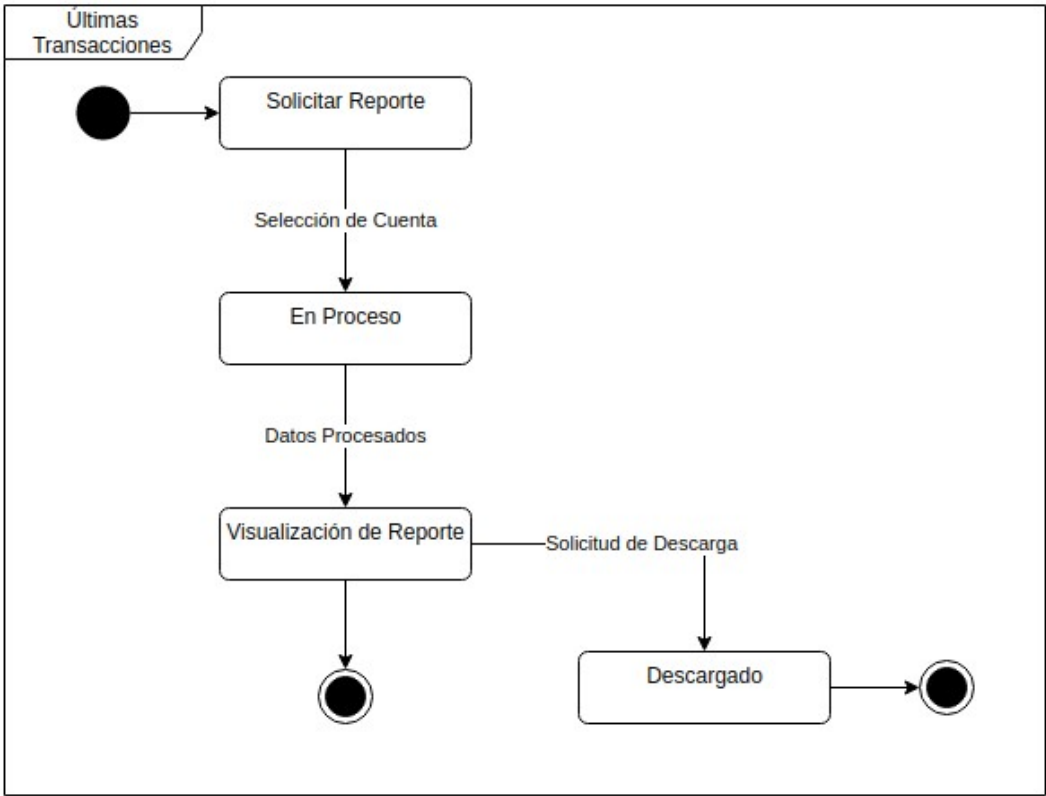 Últimas
Transacciones
Solicitar Reporte
Selección de Cuenta
En Proceso
Datos Procesados
Visualización de Reporte
Solicitud de Descarga
Descargado